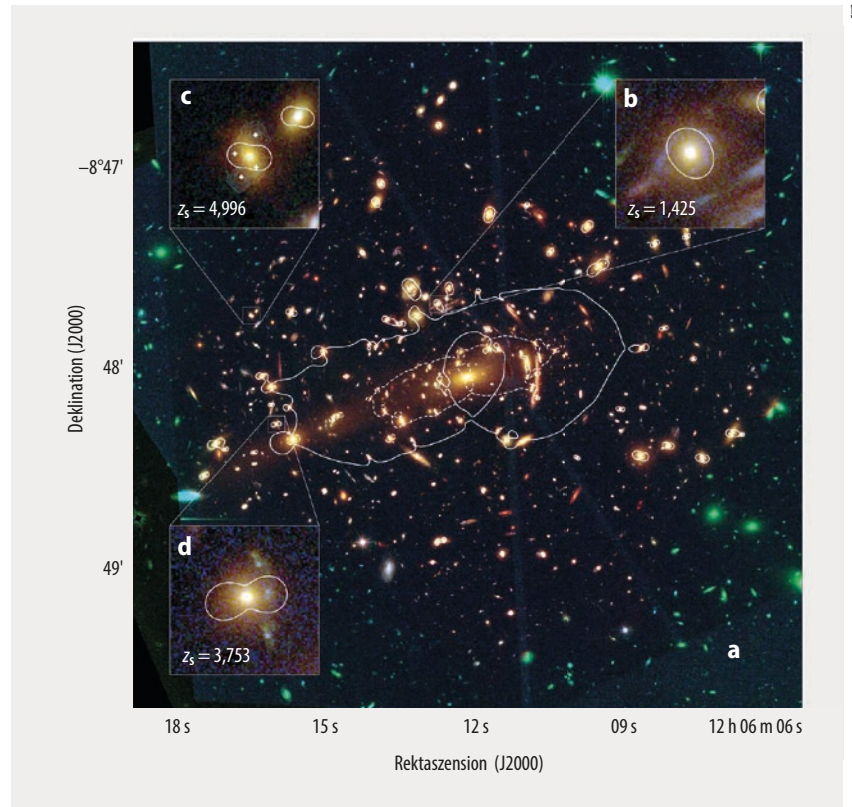 c
b
−8°47'
z_s = 4,996
z_s = 1,425
Deklination (J2000)
48'
49'
d
z_s = 3,753
a
18 s 15 s 12 s 09 s 12 h 06 m 06 s
Rektaszension (J2000)